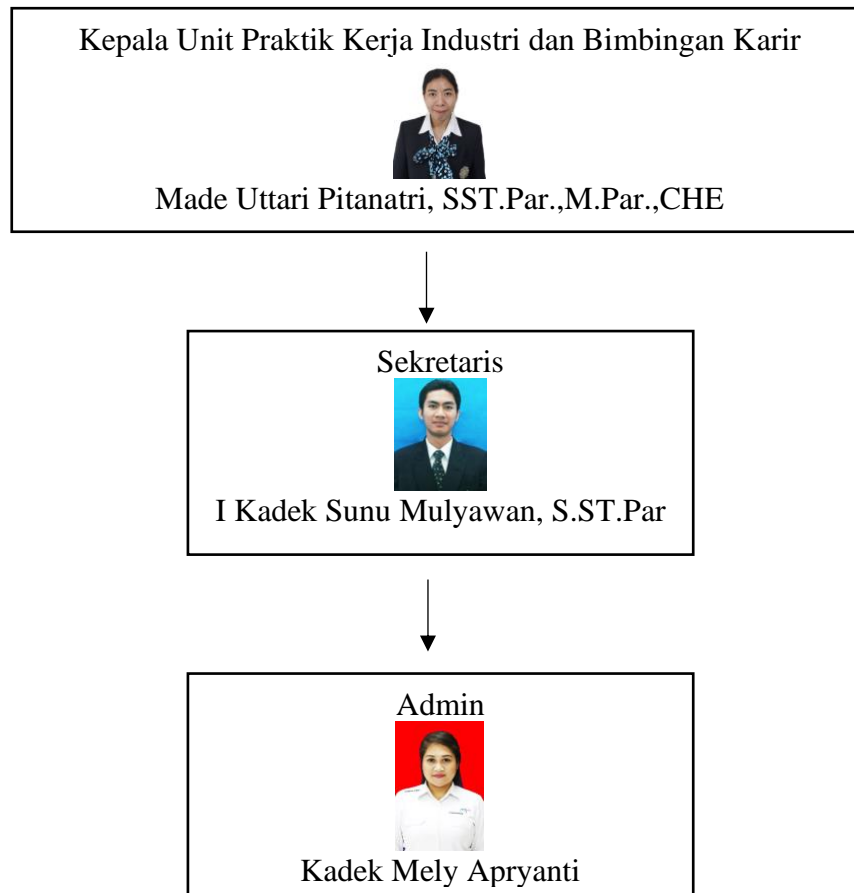 Kepala Unit Praktik Kerja Industri dan Bimbingan Karir
Made Uttari Pitanatri, SST.Par.,M.Par.,CHE
Sekretaris
I Kadek Sunu Mulyawan, S.ST.Par
Admin
Kadek Mely Apryanti